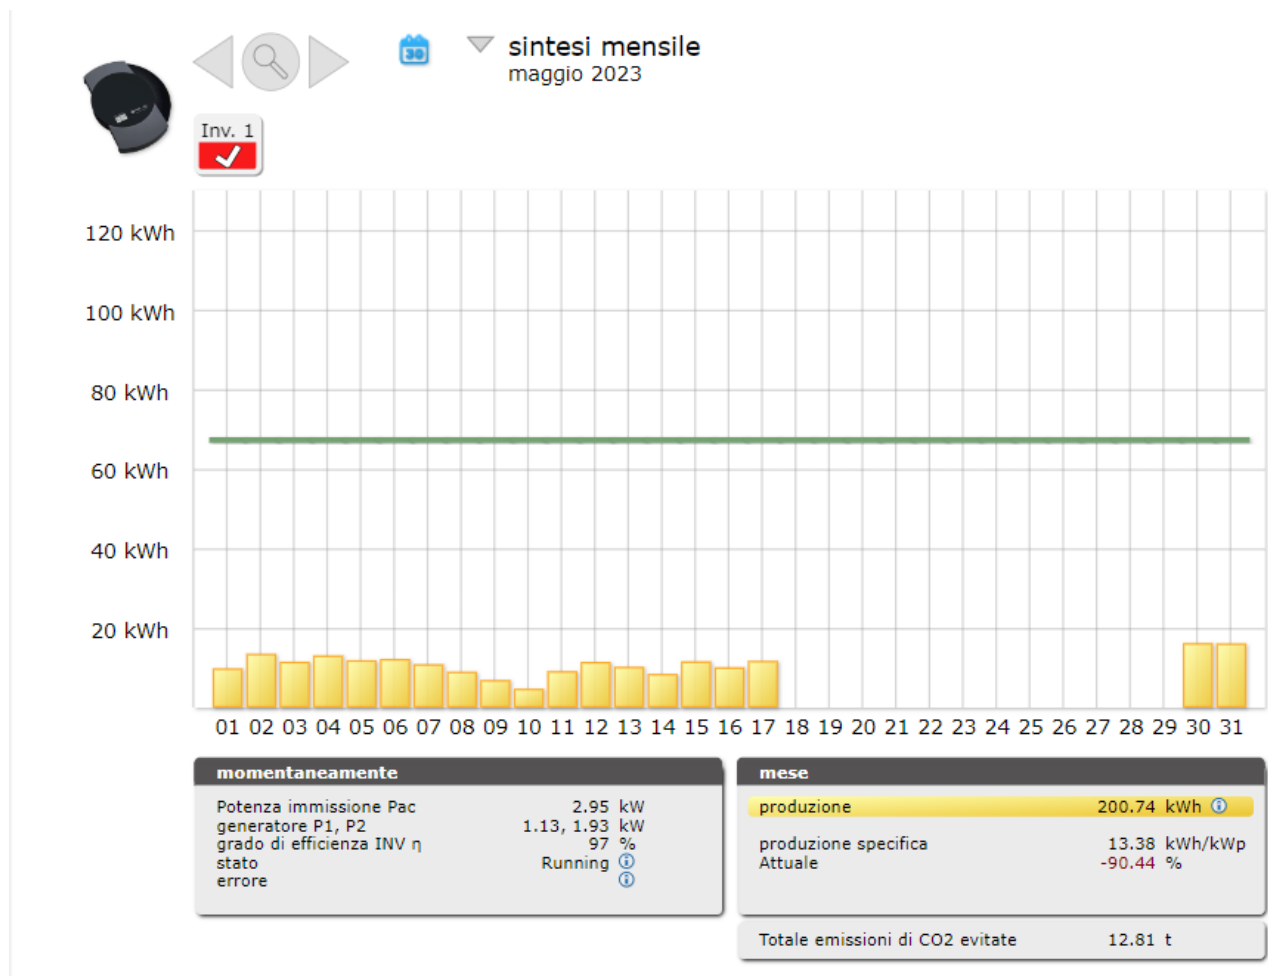 30
sintesi mensile
maggio 2023
Inv. 1
120 kWh
100 kWh
80 kWh
60 kWh
40 kWh
20 kWh
01 02 03 04 05 06 07 08 09 10 11 12 13 14 15 16 17 18 19 20 21 22 23 24 25 26 27 28 29 30 31
momentaneamente
Potenza immissione Pac 2.95 kW
generatore P1, P2 1.13, 1.93 kW
grado di efficienza INV η 97 %
stato Running
errore
mese
produzione 200.74 kWh
produzione specifica 13.38 kWh/kWp
Attuale -90.44 %
Totale emissioni di CO2 evitate 12.81 t